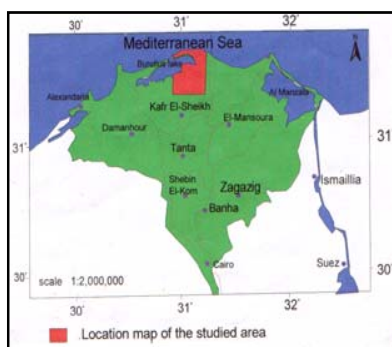 30' 31' 32'
N
Mediterranean Sea
Burullus lake
Alexandaria
Al Manzala
Kafr El-Sheikh
El-Mansoura
Damanhour
31'
31'
Tanta
Shebin
El-Kom
Zagazig
Ismaillia
Banha
Cairo
Suez
30'
30'
scale 1:2,000,000
30' 31' 32'
.Location map of the studied area